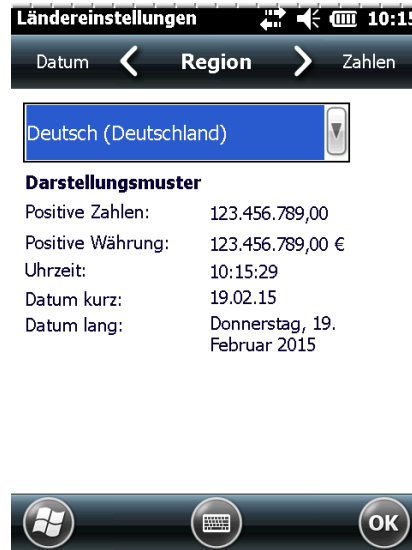 Ländereinstellungen 10:15
Datum Region Zahlen
Deutsch (Deutschland)
Darstellungsmuster
Positive Zahlen: 123.456.789,00
Positive Währung: 123.456.789,00 €
Uhrzeit: 10:15:29
Datum kurz: 19.02.15
Datum lang: Donnerstag, 19.
Februar 2015
OK